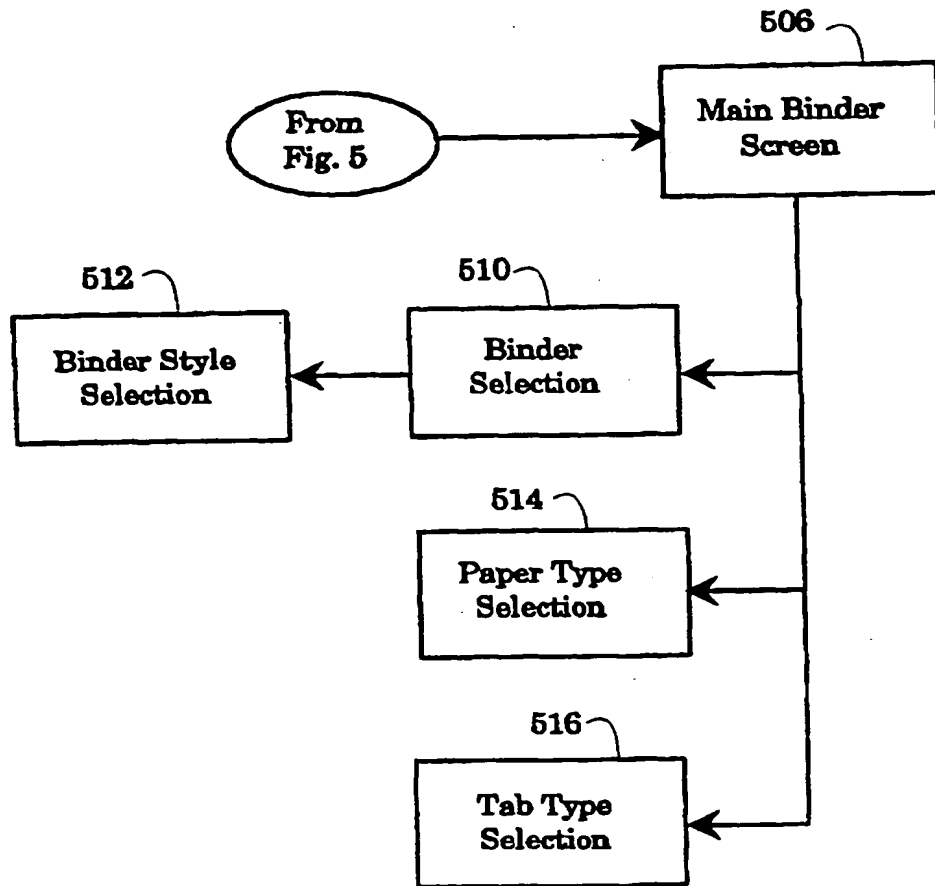 506
Main Binder
Screen
From
Fig. 5
512
510
Binder Style
Selection
Binder
Selection
514
Paper Type
Selection
516
Tab Type
Selection